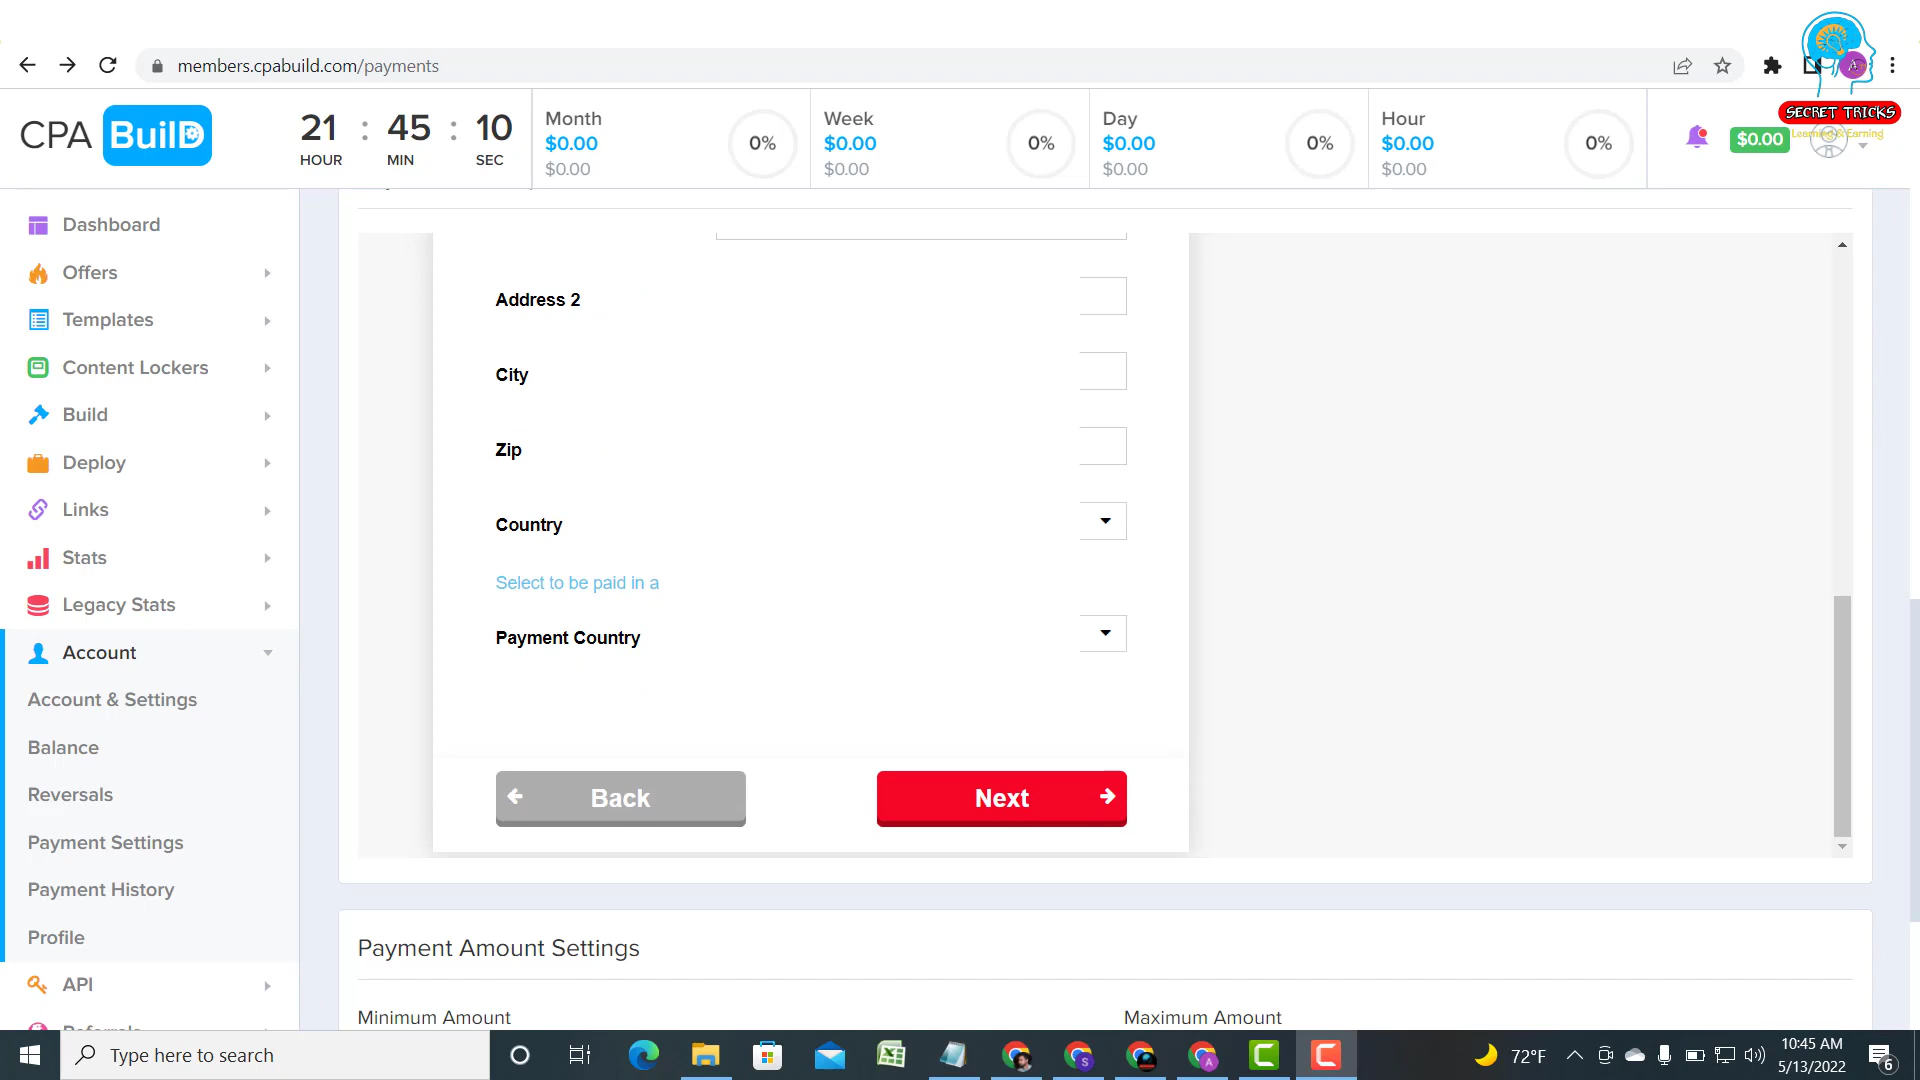 members.cpabuild.com/payments
SECRET TRICKS
Learning & Earning
CPA BuilD
21 : 45 : 10
HOUR MIN SEC
Month
$0.00
$0.00
0%
Week
$0.00
$0.00
0%
Day
$0.00
$0.00
0%
Hour
$0.00
$0.00
0%
$0.00
Dashboard
Offers
Templates
Content Lockers
Build
Deploy
Links
Stats
Legacy Stats
Account
Account & Settings
Balance
Reversals
Payment Settings
Payment History
Profile
API
Referrals
Address 2
City
Zip
Country
Select to be paid in a
Payment Country
Back
Next
Payment Amount Settings
Minimum Amount
Maximum Amount
Type here to search
72°F
10:45 AM
5/13/2022
6